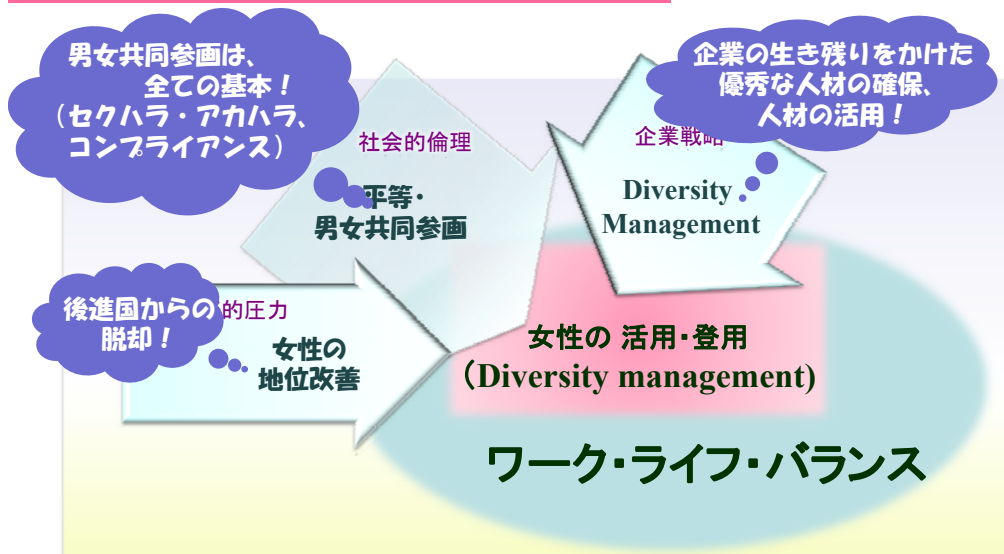 男女共同参画は、
全ての基本！
（セクハラ・アカハラ、
コンプライアンス）
社会的倫理
平等・
男女共同参画
企業の生き残りをかけた
優秀な人材の確保、
人材の活用！
企業戦略
Diversity
Management
後進国からの
脱却！
的圧力
女性の
地位改善
女性の 活用・登用
（Diversity management)
ワーク・ライフ・バランス